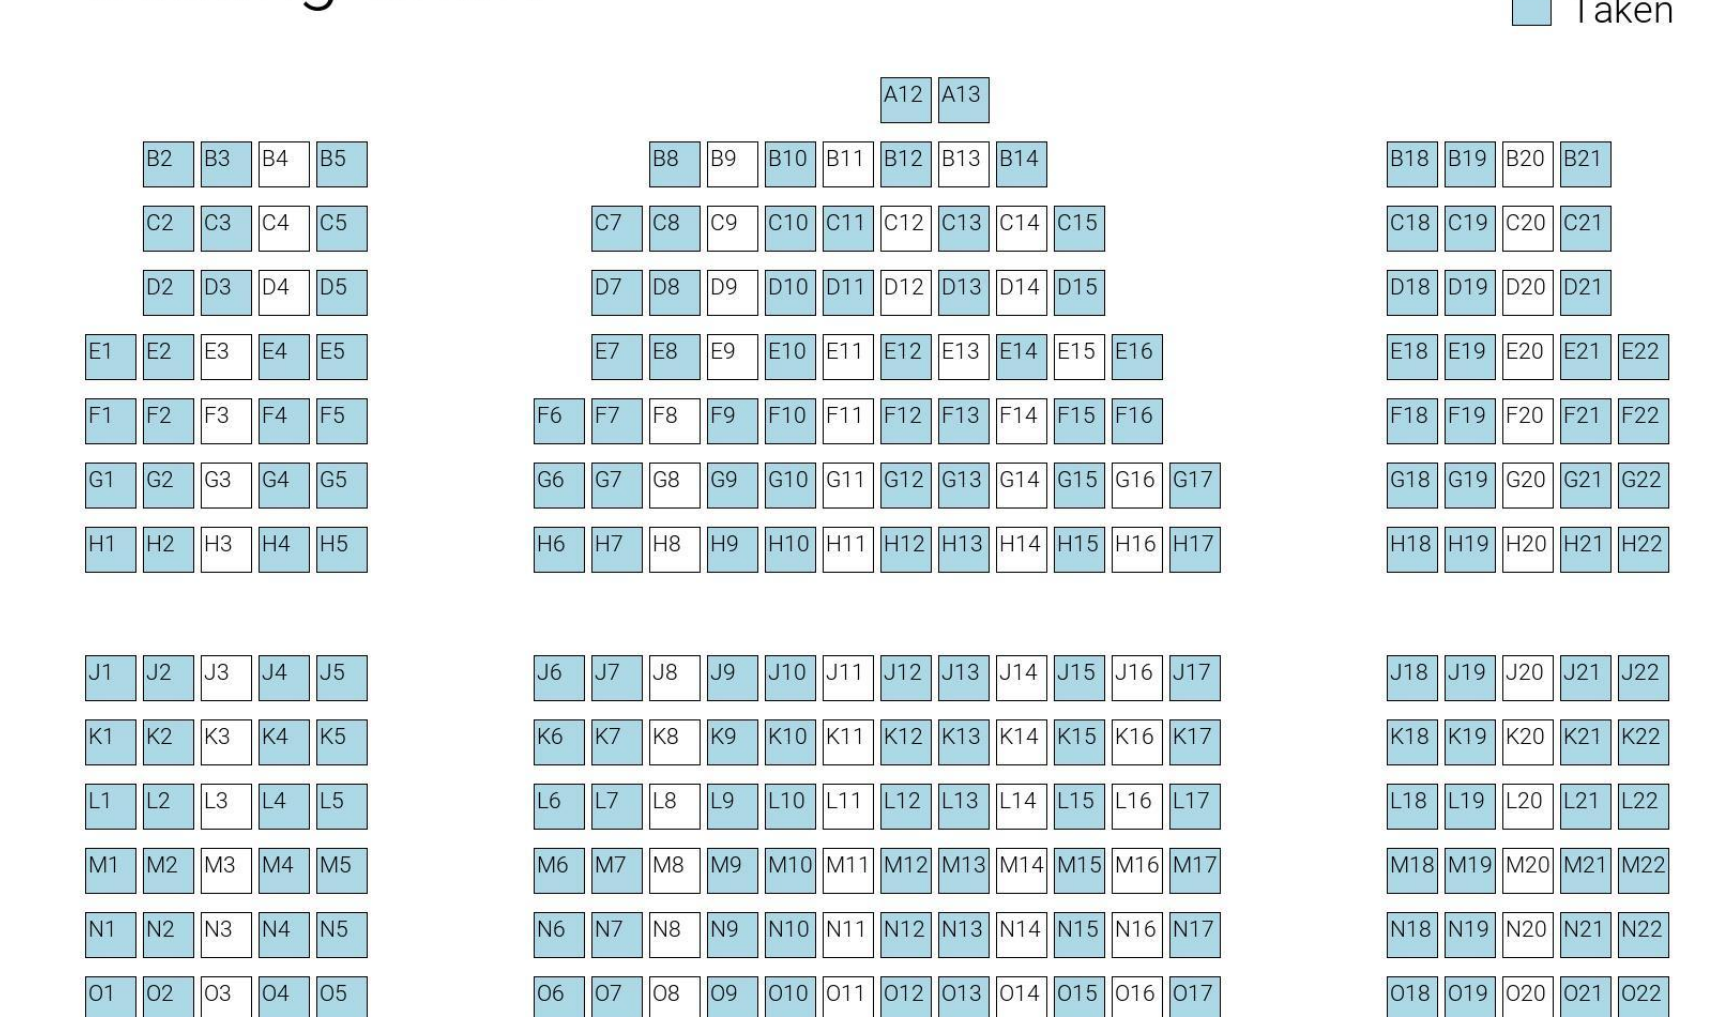 Taken
A12 A13
B2 B3 B4 B5 B8 B9 B10 B11 B12 B13 B14 B18 B19 B20 B21
C2 C3 C4 C5 C7 C8 C9 C10 C11 C12 C13 C14 C15 C18 C19 C20 C21
D2 D3 D4 D5 D7 D8 D9 D10 D11 D12 D13 D14 D15 D18 D19 D20 D21
E1 E2 E3 E4 E5 E7 E8 E9 E10 E11 E12 E13 E14 E15 E16 E18 E19 E20 E21 E22
F1 F2 F3 F4 F5 F6 F7 F8 F9 F10 F11 F12 F13 F14 F15 F16 F18 F19 F20 F21 F22
G1 G2 G3 G4 G5 G6 G7 G8 G9 G10 G11 G12 G13 G14 G15 G16 G17 G18 G19 G20 G21 G22
H1 H2 H3 H4 H5 H6 H7 H8 H9 H10 H11 H12 H13 H14 H15 H16 H17 H18 H19 H20 H21 H22
J1 J2 J3 J4 J5 J6 J7 J8 J9 J10 J11 J12 J13 J14 J15 J16 J17 J18 J19 J20 J21 J22
K1 K2 K3 K4 K5 K6 K7 K8 K9 K10 K11 K12 K13 K14 K15 K16 K17 K18 K19 K20 K21 K22
L1 L2 L3 L4 L5 L6 L7 L8 L9 L10 L11 L12 L13 L14 L15 L16 L17 L18 L19 L20 L21 L22
M1 M2 M3 M4 M5 M6 M7 M8 M9 M10 M11 M12 M13 M14 M15 M16 M17 M18 M19 M20 M21 M22
N1 N2 N3 N4 N5 N6 N7 N8 N9 N10 N11 N12 N13 N14 N15 N16 N17 N18 N19 N20 N21 N22
O1 O2 O3 O4 O5 O6 O7 O8 O9 O10 O11 O12 O13 O14 O15 O16 O17 O18 O19 O20 O21 O22